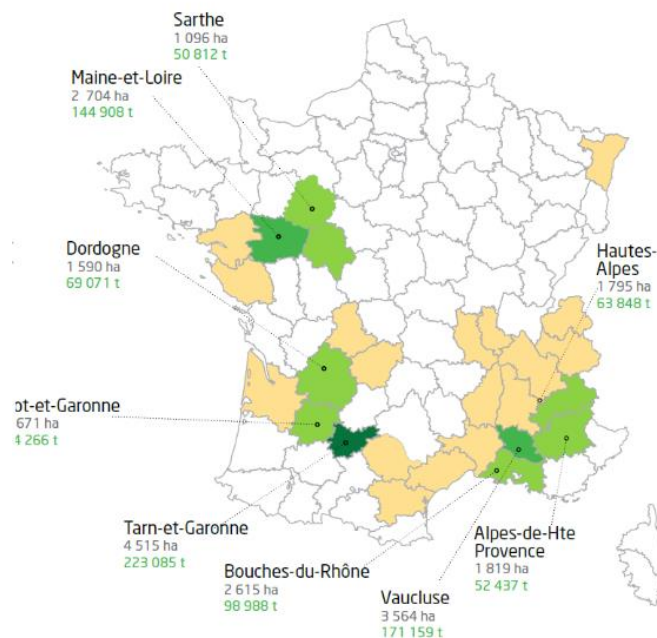 Sarthe
1 096 ha
50 812 t
Maine-et-Loire
2 704 ha
144 908 t
Dordogne
1 590 ha
69 071 t
Hautes-
Alpes
1 795 ha
63 848 t
ot-et-Garonne
671 ha
4 266 t
Tarn-et-Garonne
4 515 ha
223 085 t
Bouches-du-Rhône
2 615 ha
98 988 t
Vaucluse
3 564 ha
171 159 t
Alpes-de-Hte
Provence
1 819 ha
52 437 t